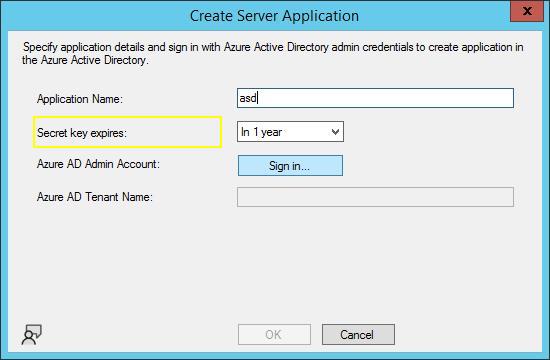 Create Server Application
x
Specify application details and sign in with Azure Active Directory admin credentials to create application in
the Azure Active Directory.
Application Name:
asd
Secret key expires:
In 1 year
Azure AD Admin Account:
Sign in...
Azure AD Tenant Name:
OK
Cancel